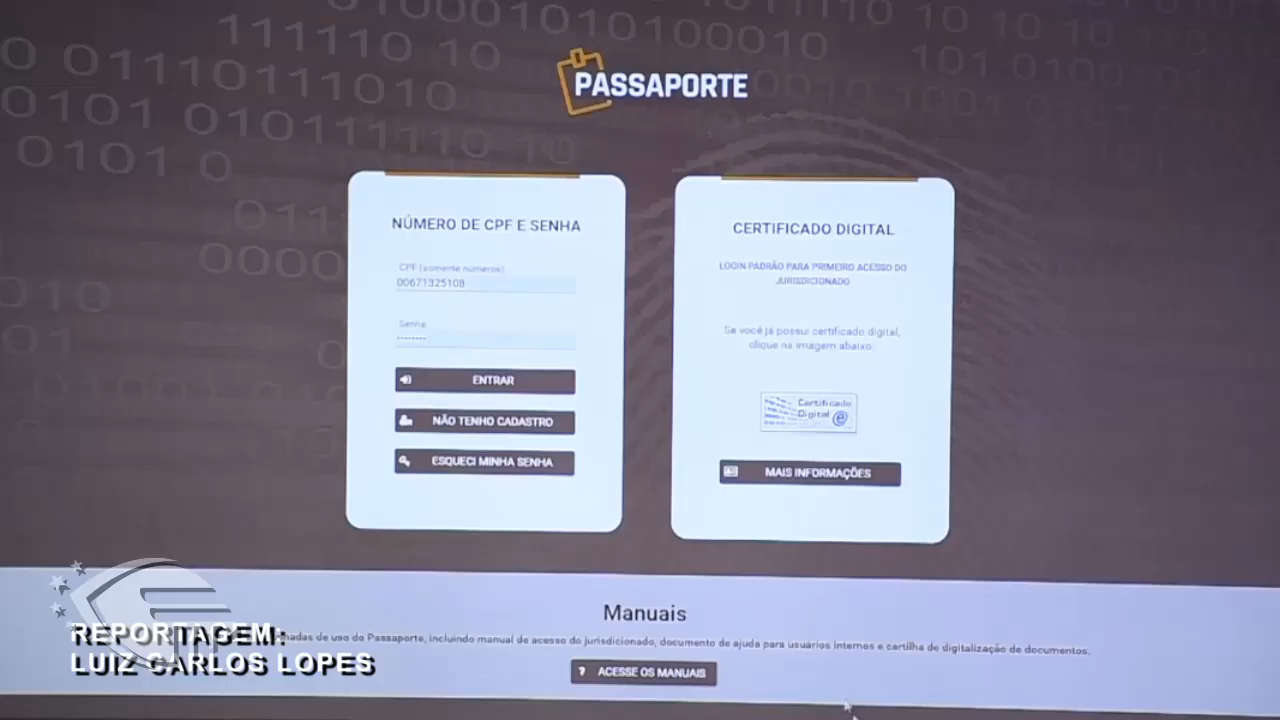 PASSAPORTE
NÚMERO DE CPF E SENHA
CPF (somente números)
00671325108
Senha
ENTRAR
NÃO TENHO CADASTRO
ESQUECI MINHA SENHA
CERTIFICADO DIGITAL
LOGIN PADRÃO PARA PRIMEIRO ACESSO DO
JURISDICIONADO
Se você já possui certificado digital,
clique na imagem abaixo.
Certificado
Digital
MAIS INFORMAÇÕES
Manuais
de uso do Passaporte, incluindo manual de acesso do jurisdicionado, documento de ajuda para usuários internos e cartilha de digitalização de documentos.
ACESSE OS MANUAIS
REPORTAGEM:
LUIZ CARLOS LOPES